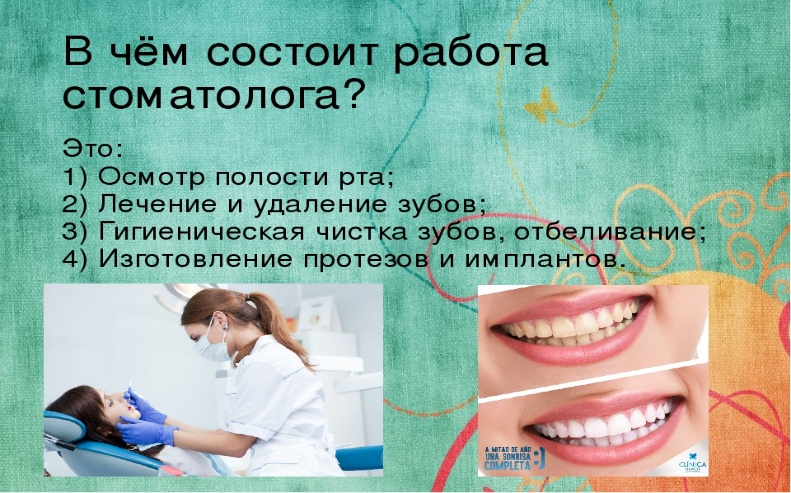 В чём состоит работа
стоматолога?
Это:
1) Осмотр полости рта;
2) Лечение и удаление зубов;
3) Гигиеническая чистка зубов, отбеливание;
4) Изготовление протезов и имплантов.
A MITAD DE AÑO
UNA SONRISA
COMPLETA :)
CLÍNICA